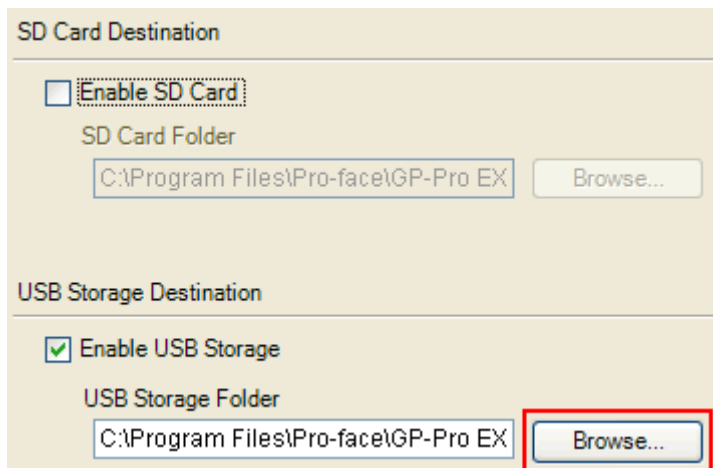 SD Card Destination
Enable SD Card
SD Card Folder
C:\Program Files\Pro-face\GP-Pro EX
Browse...
USB Storage Destination
Enable USB Storage
USB Storage Folder
C:\Program Files\Pro-face\GP-Pro EX
Browse...